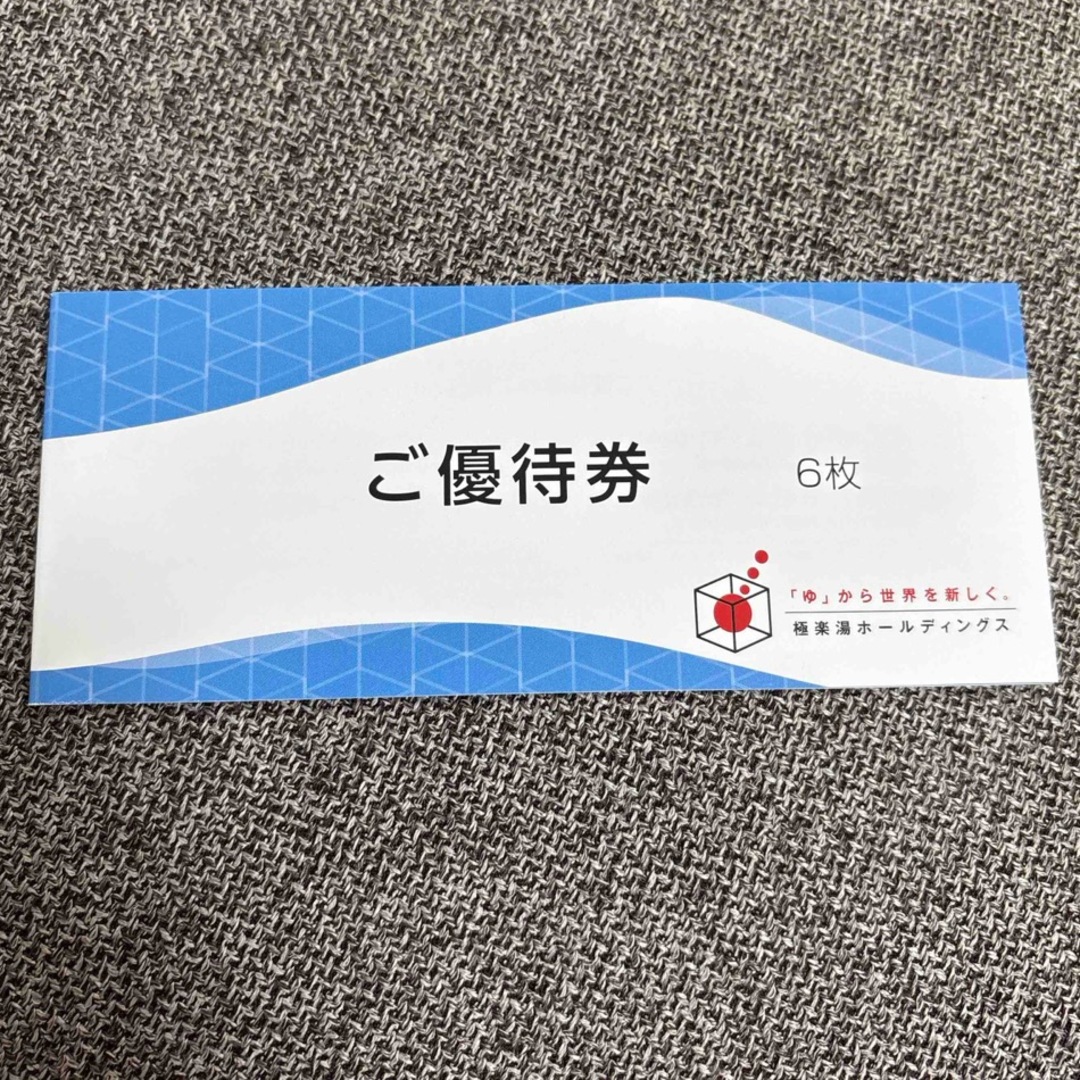 ご優待券
6枚
「ゆ」から世界を新しく。
極楽湯ホールディングス